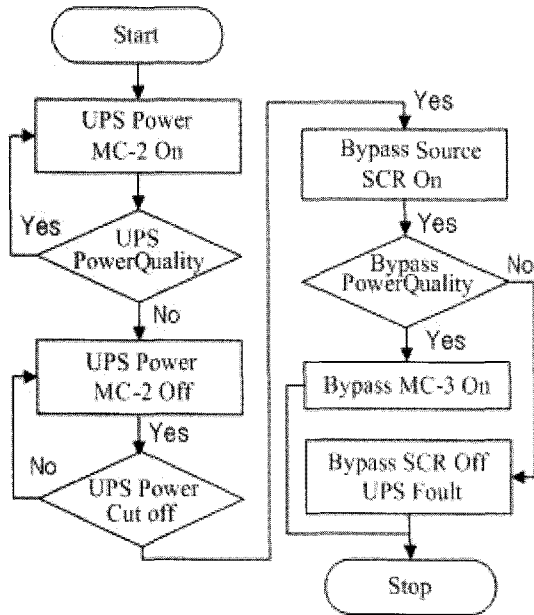 Start
UPS Power
MC-2 On
Yes
UPS
PowerQuality
No
UPS Power
MC-2 Off
Yes
No
UPS Power
Cut off
Yes
Bypass Source
SCR On
Yes
Bypass
PowerQuality
No
Yes
Bypass MC-3 On
Bypass SCR Off
UPS Foult
Stop